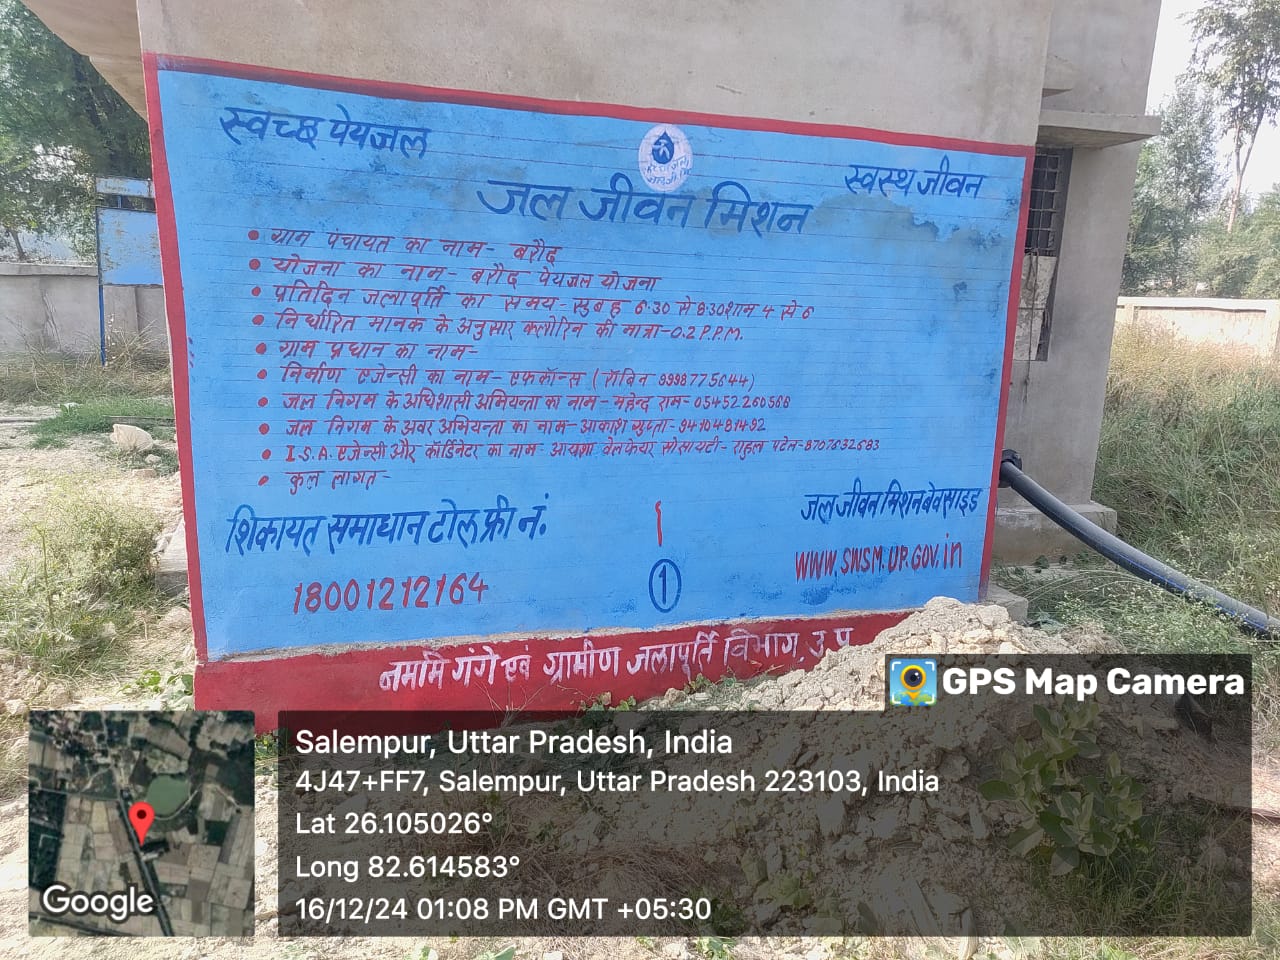 स्वच्छ पेयजल
स्वस्थ जीवन
जल जीवन मिशन
• ग्राम पंचायत का नाम - बरौद
• योजना का नाम - बरौद पेयजल योजना
• प्रतिदिन जलापूर्ति का समय - सुबह 6.30 से 8:30 शाम 4 से 6
• निर्धारित मानक के अनुसार क्लोरिन की मात्रा - 0.2 P.P.M.
• ग्राम प्रधान का नाम -
• निर्माण एजेन्सी का नाम - एफकॉन्स (रॉबिन 9998775644)
• जल निगम के अधिशासी अभियन्ता का नाम - महेन्द्र राम - 05452260568
• जल निगम के अवर अभियन्ता का नाम - आकाश गुप्ता - 9410481492
• I.S.A. एजेन्सी और कॉर्डिनेटर का नाम आयशा वेलफेयर सोसायटी - राहुल पटेल - 8707632683
• कुल लागत -
शिकायत समाधान टोल फ्री नं.
जल जीवन मिशन बेवसाइड
18001212164
1
WWW.SWSM.UP.GOV.in
नमामि गंगे एवं ग्रामीण जलापूर्ति विभाग, उ.प्र.
GPS Map Camera
Salempur, Uttar Pradesh, India
4J47+FF7, Salempur, Uttar Pradesh 223103, India
Lat 26.105026°
Long 82.614583°
16/12/24 01:08 PM GMT +05:30
Google